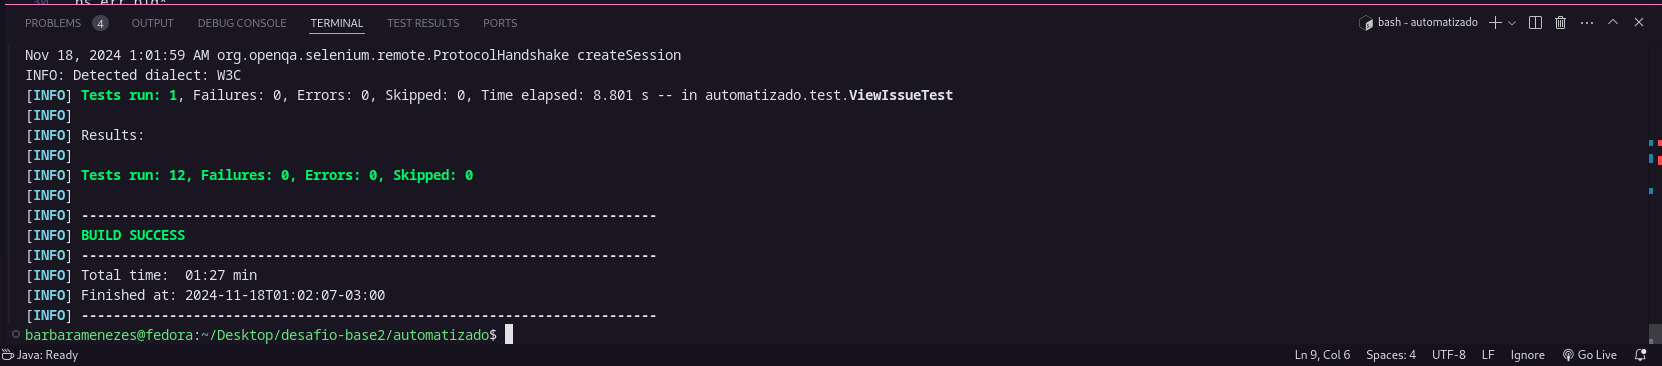 PROBLEMS 4 OUTPUT DEBUG CONSOLE TERMINAL TEST RESULTS PORTS bash - automatizado
Nov 18, 2024 1:01:59 AM org.openqa.selenium.remote.ProtocolHandshake createSession
INFO: Detected dialect: W3C
[INFO] Tests run: 1, Failures: 0, Errors: 0, Skipped: 0, Time elapsed: 8.801 s -- in automatizado.test.ViewIssueTest
[INFO]
[INFO] Results:
[INFO]
[INFO] Tests run: 12, Failures: 0, Errors: 0, Skipped: 0
[INFO]
[INFO] ------------------------------------------------------------------------
[INFO] BUILD SUCCESS
[INFO] ------------------------------------------------------------------------
[INFO] Total time:  01:27 min
[INFO] Finished at: 2024-11-18T01:02:07-03:00
[INFO] ------------------------------------------------------------------------
barbaramenezes@fedora:~/Desktop/desafio-base2/automatizado$
Java: Ready Ln 9, Col 6 Spaces: 4 UTF-8 LF Ignore Go Live